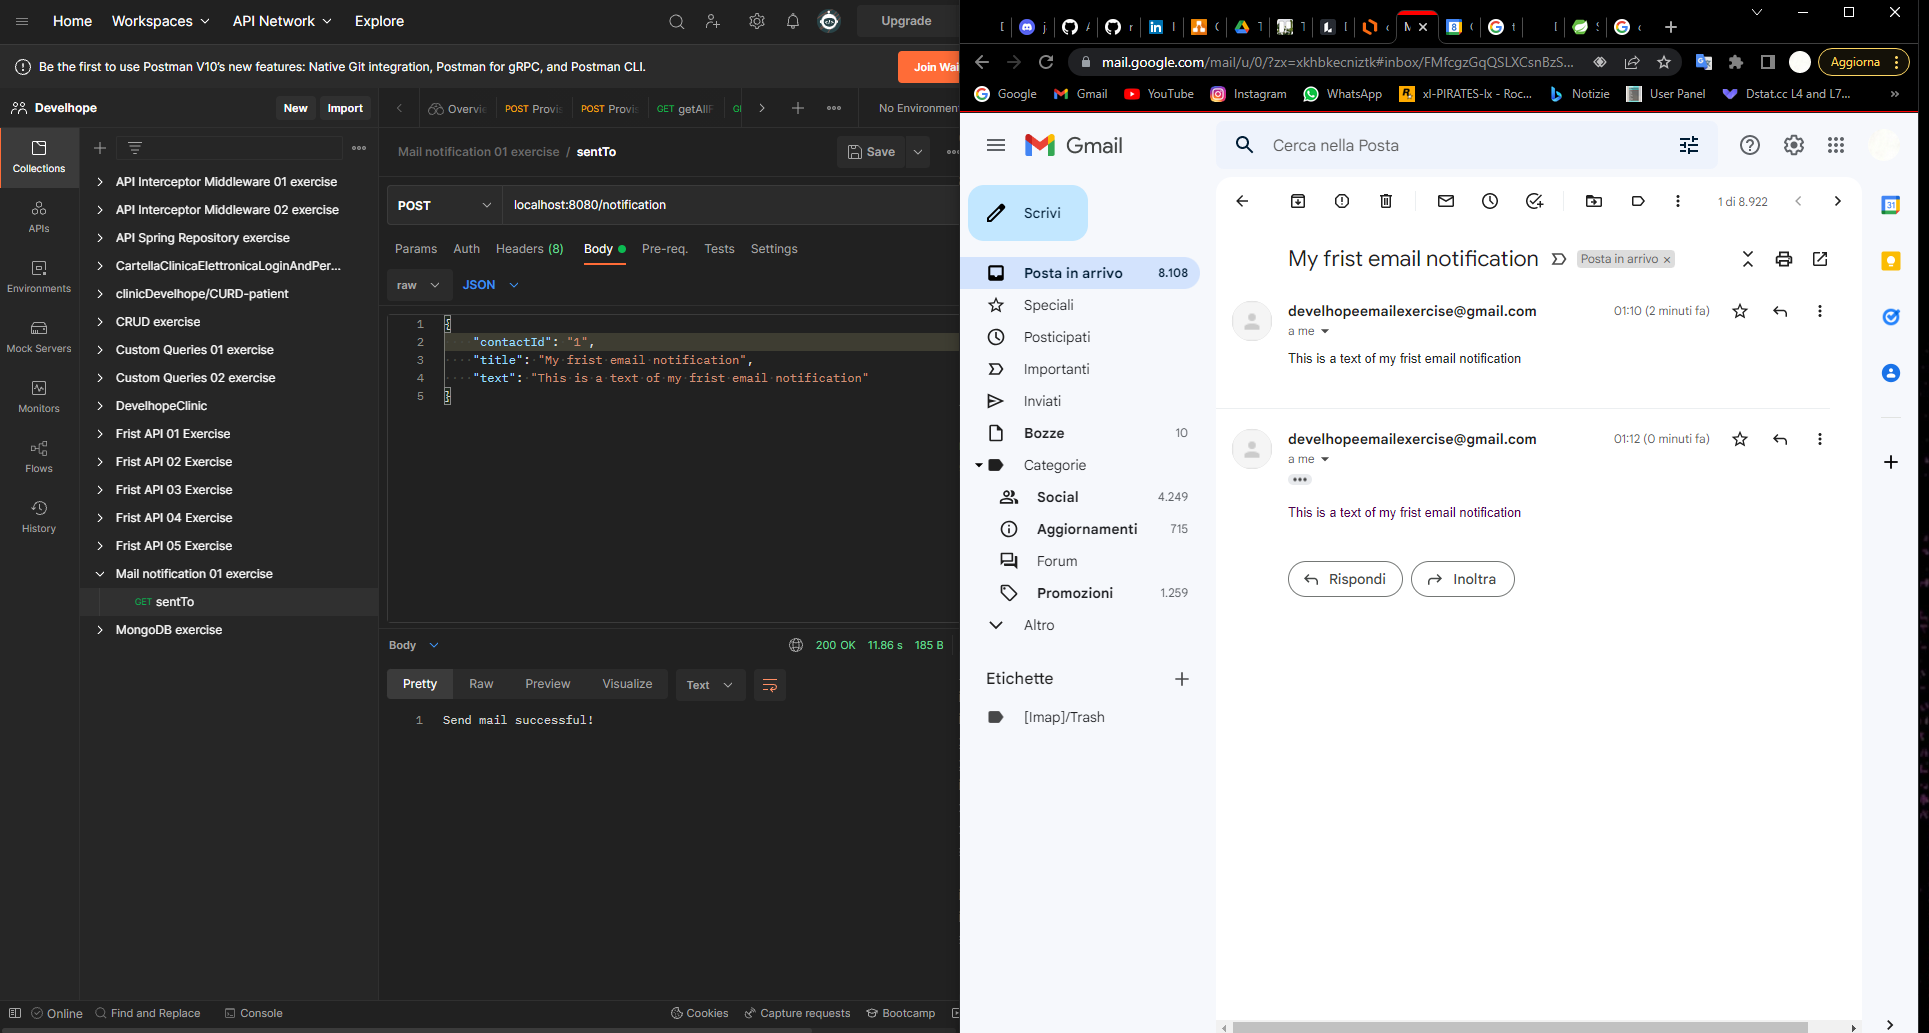 Home Workspaces API Network Explore Upgrade
Be the first to use Postman V10's new features: Native Git integration, Postman for gRPC, and Postman CLI. Join Wai
Develhope New Import
Overvie POST Provis POST Provis GET getAllF No Environment
Collections
APIs
Environments
Mock Servers
Monitors
Flows
History
API Interceptor Middleware 01 exercise
API Interceptor Middleware 02 exercise
API Spring Repository exercise
CartellaClinicaElettronicaLoginAndPer...
clinicDevelhope/CURD-patient
CRUD exercise
Custom Queries 01 exercise
Custom Queries 02 exercise
DevelhopeClinic
Frist API 01 Exercise
Frist API 02 Exercise
Frist API 03 Exercise
Frist API 04 Exercise
Frist API 05 Exercise
Mail notification 01 exercise
GET sentTo
MongoDB exercise
Mail notification 01 exercise / sentTo Save
POST localhost:8080/notification
Params Auth Headers (8) Body Pre-req. Tests Settings
raw JSON
1 {
2 "contactId": "1",
3 "title": "My frist email notification",
4 "text": "This is a text of my frist email notification"
5 }
Body 200 OK 11.86 s 185 B
Pretty Raw Preview Visualize Text
1 Send mail successful!
Online Find and Replace Console Cookies Capture requests Bootcamp
mail.google.com/mail/u/0/?zx=xkhbkecniztk#inbox/FMfcgzGqQSLXCsnBzS... Aggiorna
Google Gmail YouTube Instagram WhatsApp xI-PIRATES-Ix - Roc... Notizie User Panel Dstat.cc L4 and L7... »
Gmail Cerca nella Posta
Scrivi
Posta in arrivo 8.108
Speciali
Posticipati
Importanti
Inviati
Bozze 10
Categorie
Social 4.249
Aggiornamenti 715
Forum
Promozioni 1.259
Altro
Etichette
[Imap]/Trash
1 di 8.922
My frist email notification Posta in arrivo ×
develhopeemailexercise@gmail.com 01:10 (2 minuti fa)
a me
This is a text of my frist email notification
develhopeemailexercise@gmail.com 01:12 (0 minuti fa)
a me
This is a text of my frist email notification
Rispondi Inoltra
31